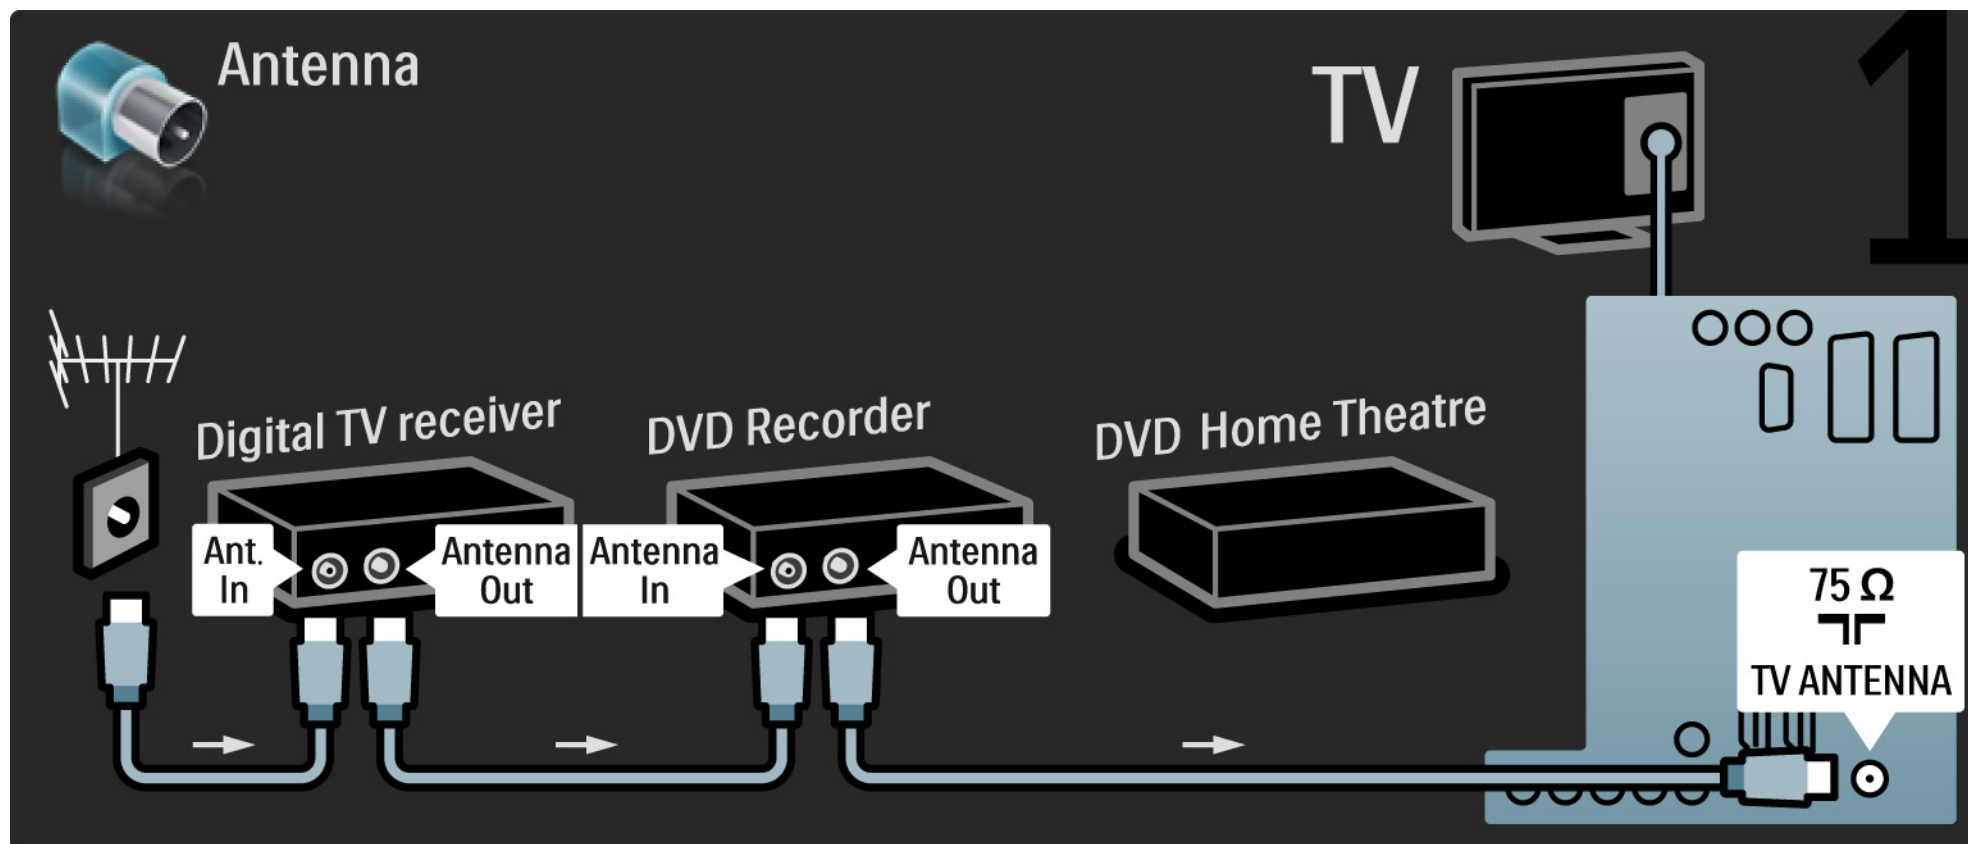 Antenna
TV
1
Digital TV receiver
DVD Recorder
DVD Home Theatre
Ant.
In
Antenna
Out
Antenna
In
Antenna
Out
75 Ω
TV ANTENNA